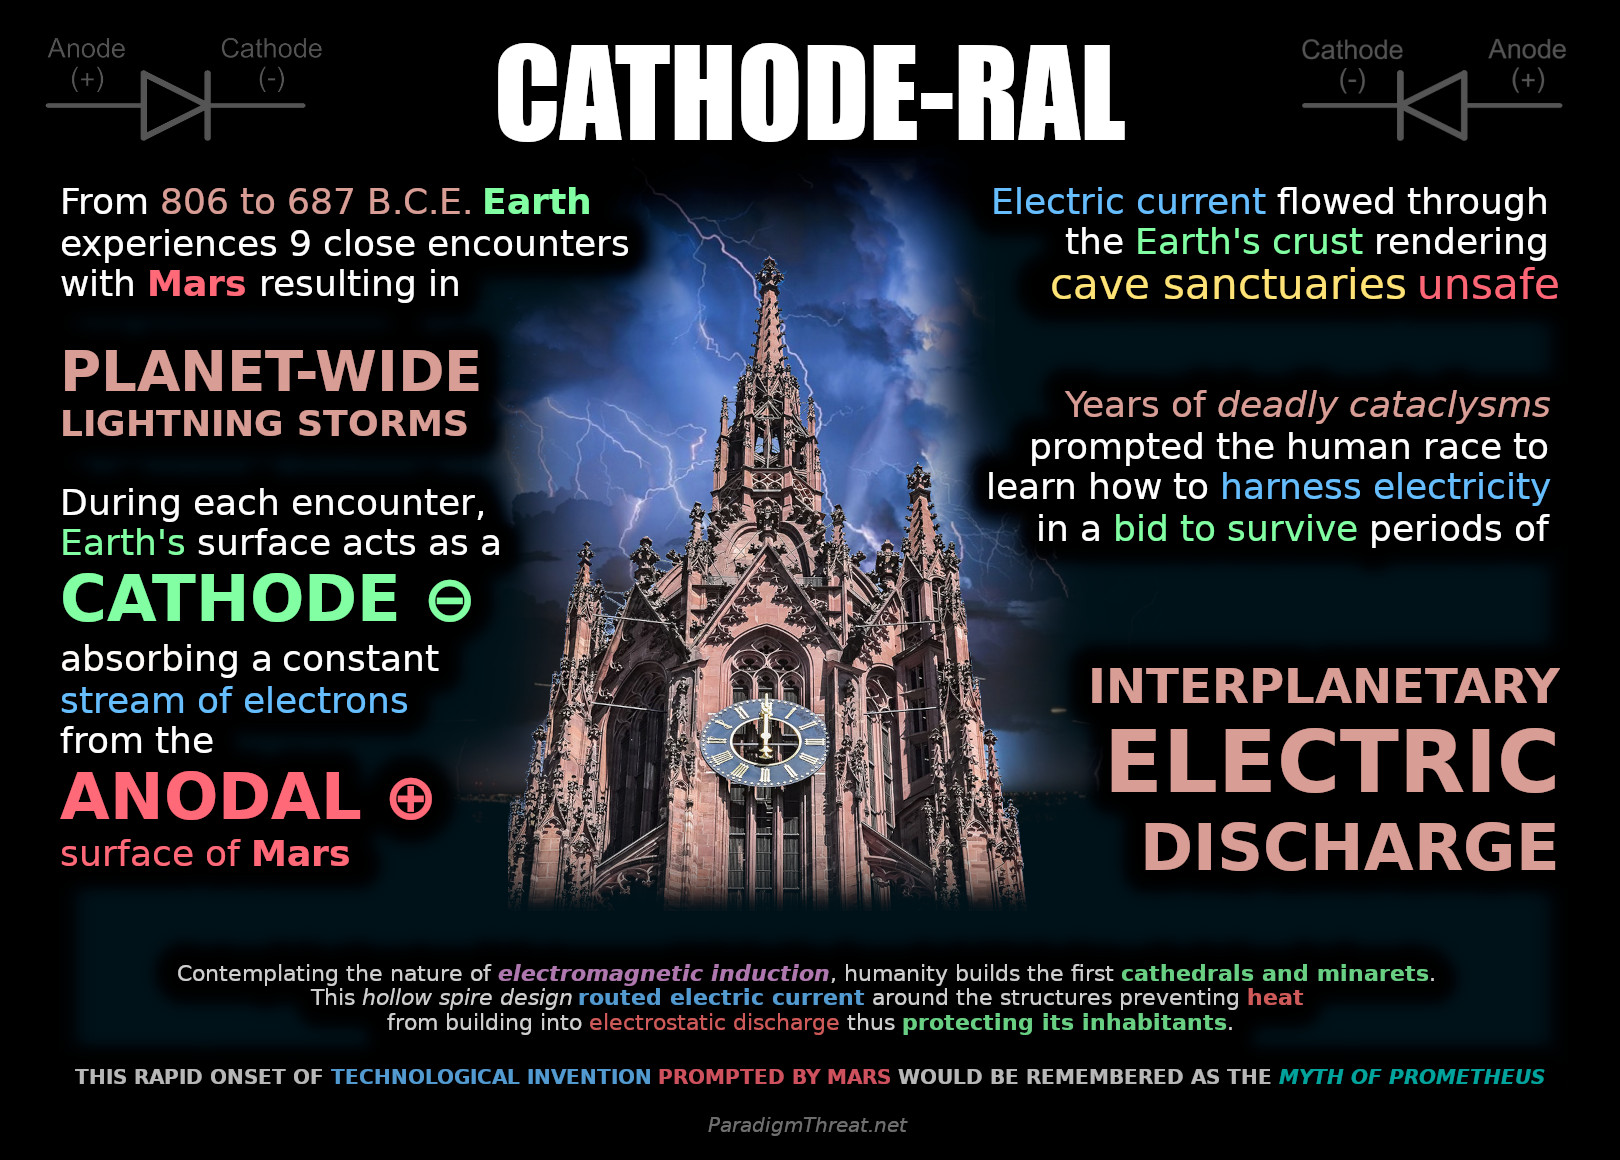 Anode
(+)
Cathode
(-)
CATHODE-RAL
Cathode
(-)
Anode
(+)
From 806 to 687 B.C.E. Earth
experiences 9 close encounters
with Mars resulting in
PLANET-WIDE
LIGHTNING STORMS
During each encounter,
Earth's surface acts as a
CATHODE ⊖
absorbing a constant
stream of electrons
from the
ANODAL ⊕
surface of Mars
Electric current flowed through
the Earth's crust rendering
cave sanctuaries unsafe
Years of deadly cataclysms
prompted the human race to
learn how to harness electricity
in a bid to survive periods of
INTERPLANETARY
ELECTRIC
DISCHARGE
Contemplating the nature of electromagnetic induction, humanity builds the first cathedrals and minarets.
This hollow spire design routed electric current around the structures preventing heat
from building into electrostatic discharge thus protecting its inhabitants.
THIS RAPID ONSET OF TECHNOLOGICAL INVENTION PROMPTED BY MARS WOULD BE REMEMBERED AS THE MYTH OF PROMETHEUS
ParadigmThreat.net